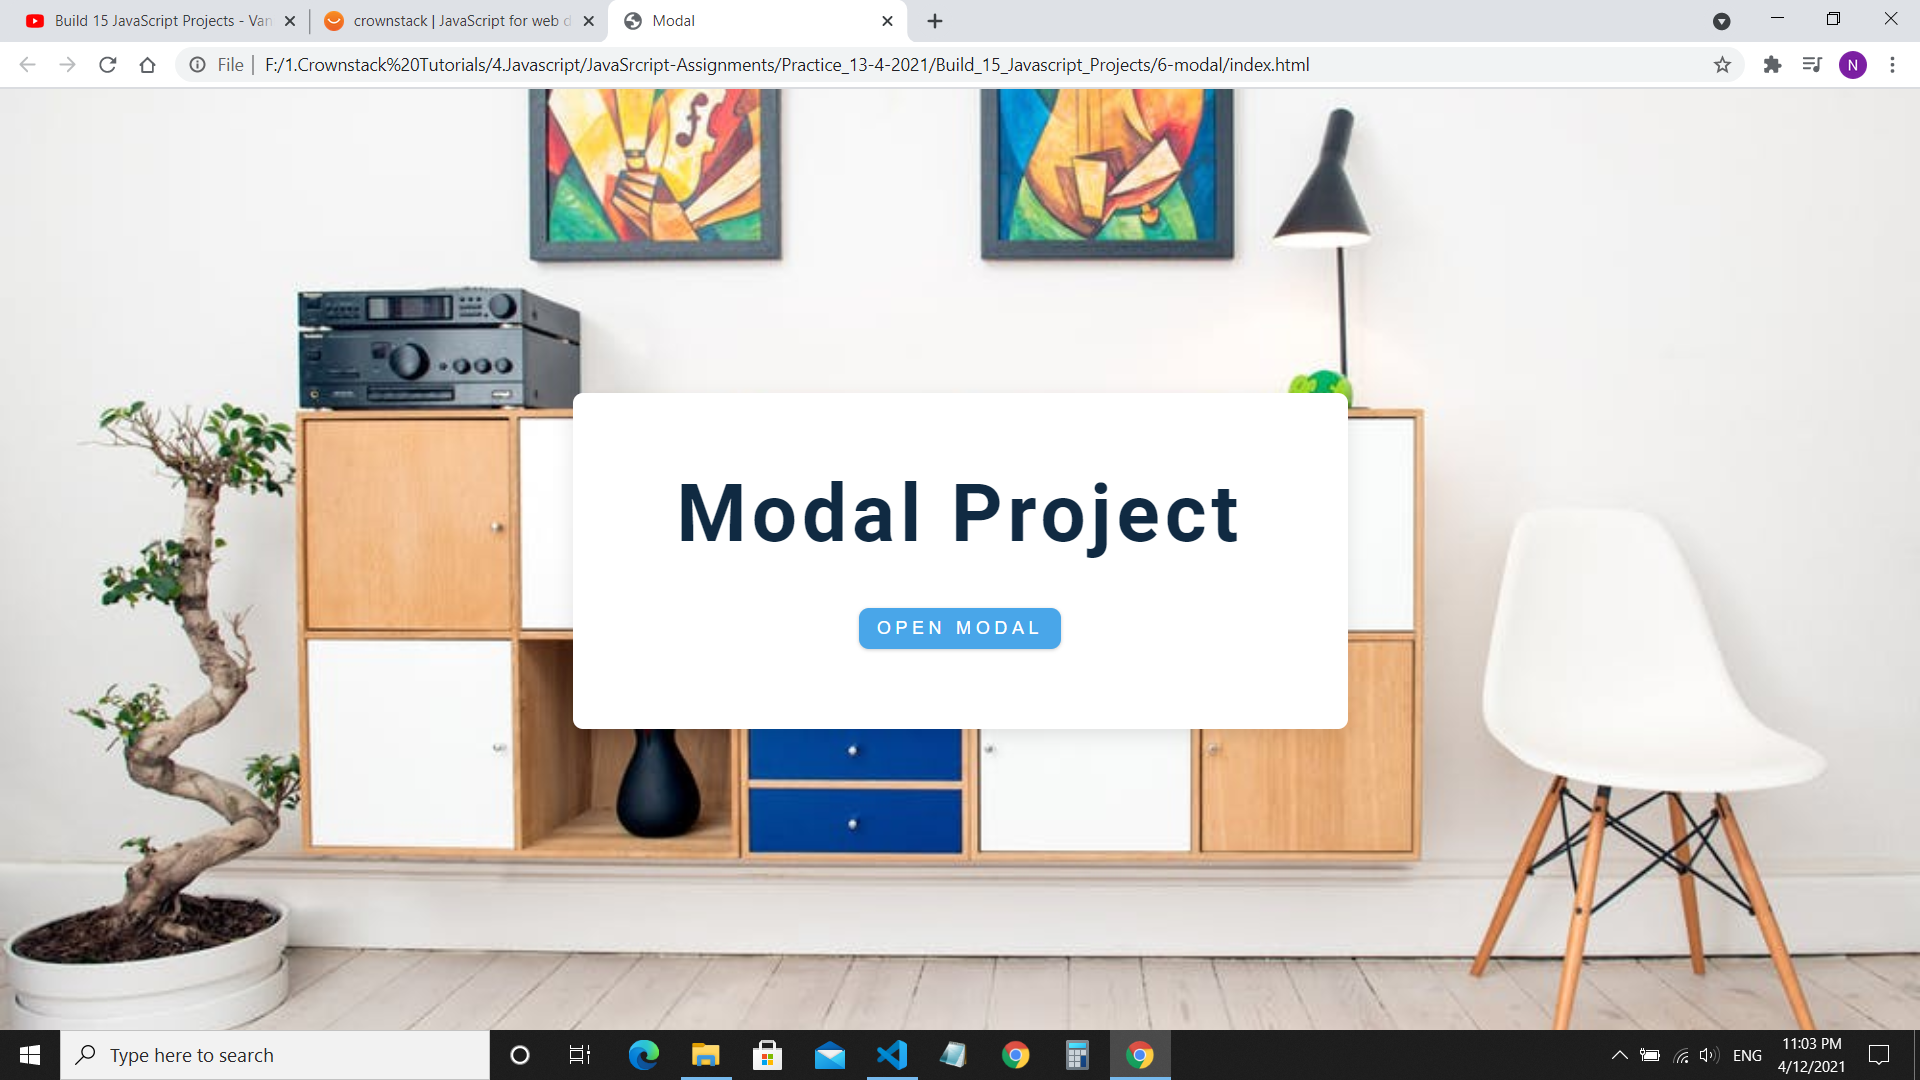 Build 15 JavaScript Projects - Van
crownstack | JavaScript for web d
Modal
File
F:/1.Crownstack%20Tutorials/4.Javascript/JavaSrcript-Assignments/Practice_13-4-2021/Build_15_Javascript_Projects/6-modal/index.html
N
Modal Project
OPEN MODAL
Type here to search
ENG
11:03 PM
4/12/2021